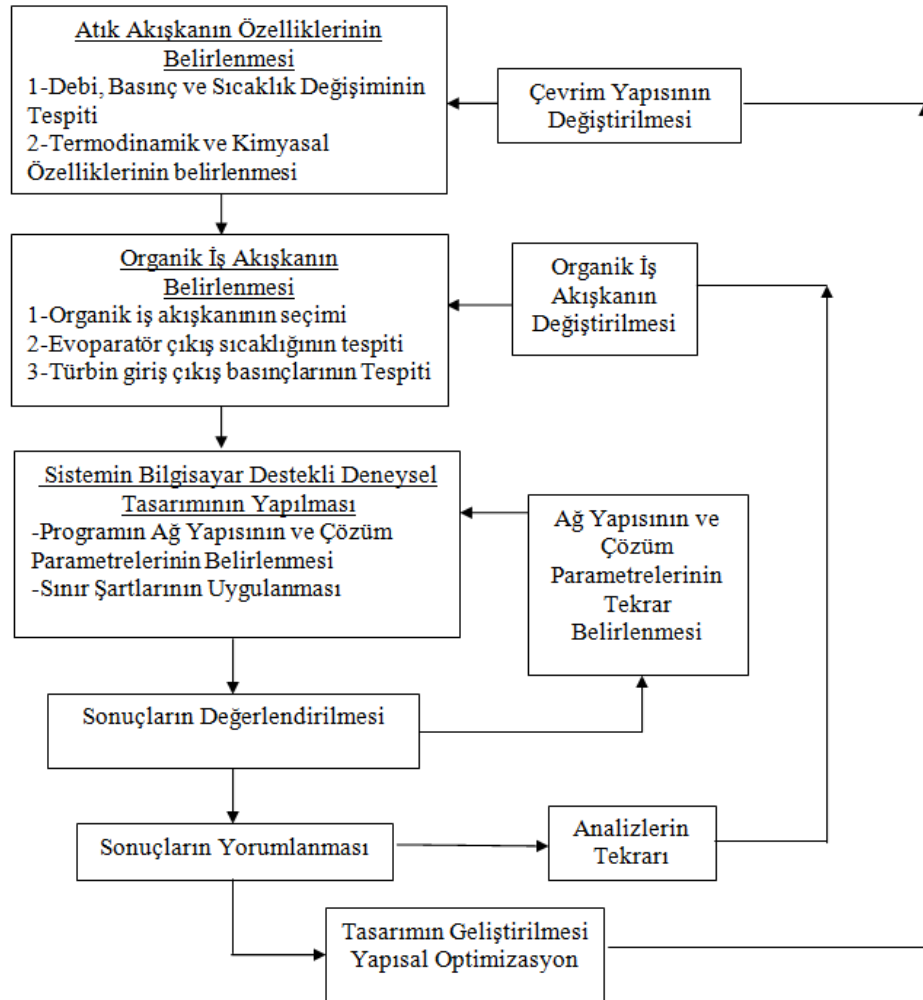 Atık Akışkanın Özelliklerinin
Belirlenmesi
1-Debi, Basınç ve Sıcaklık Değişiminin
Tespiti
2-Termodinamik ve Kimyasal
Özelliklerinin belirlenmesi
Çevrim Yapısının
Değiştirilmesi
Organik İş Akışkanın
Belirlenmesi
1-Organik iş akışkanının seçimi
2-Evoparatör çıkış sıcaklığının tespiti
3-Türbin giriş çıkış basınçlarının Tespiti
Organik İş
Akışkanın
Değiştirilmesi
Sistemin Bilgisayar Destekli Deneysel
Tasarımının Yapılması
-Programın Ağ Yapısının ve Çözüm
Parametrelerinin Belirlenmesi
-Sınır Şartlarının Uygulanması
Ağ Yapısının ve
Çözüm
Parametrelerinin
Tekrar
Belirlenmesi
Sonuçların Değerlendirilmesi
Sonuçların Yorumlanması
Analizlerin
Tekrarı
Tasarımın Geliştirilmesi
Yapısal Optimizasyon